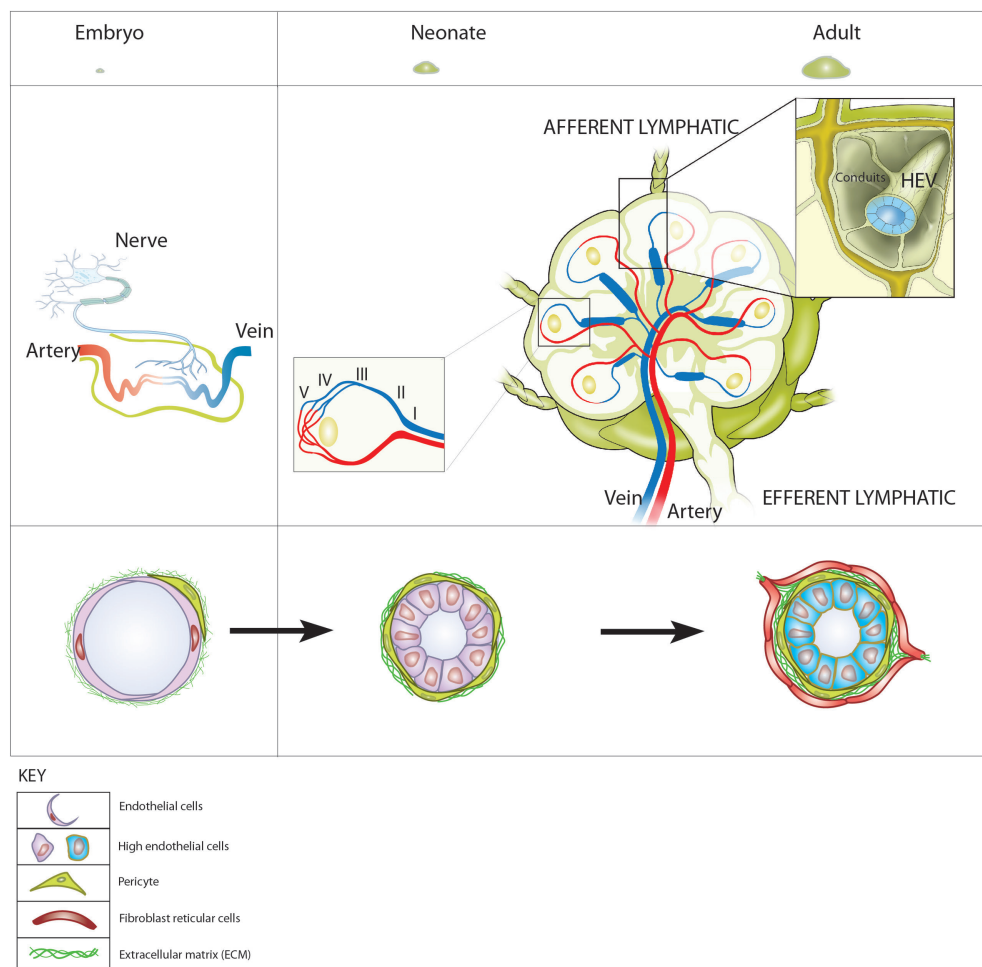 Embryo
Neonate
Adult
AFFERENT LYMPHATIC
Conduits
HEV
Nerve
Artery
Vein
V
IV
III
II
I
Vein
Artery
EFFERENT LYMPHATIC
KEY
Endothelial cells
High endothelial cells
Pericyte
Fibroblast reticular cells
Extracellular matrix (ECM)